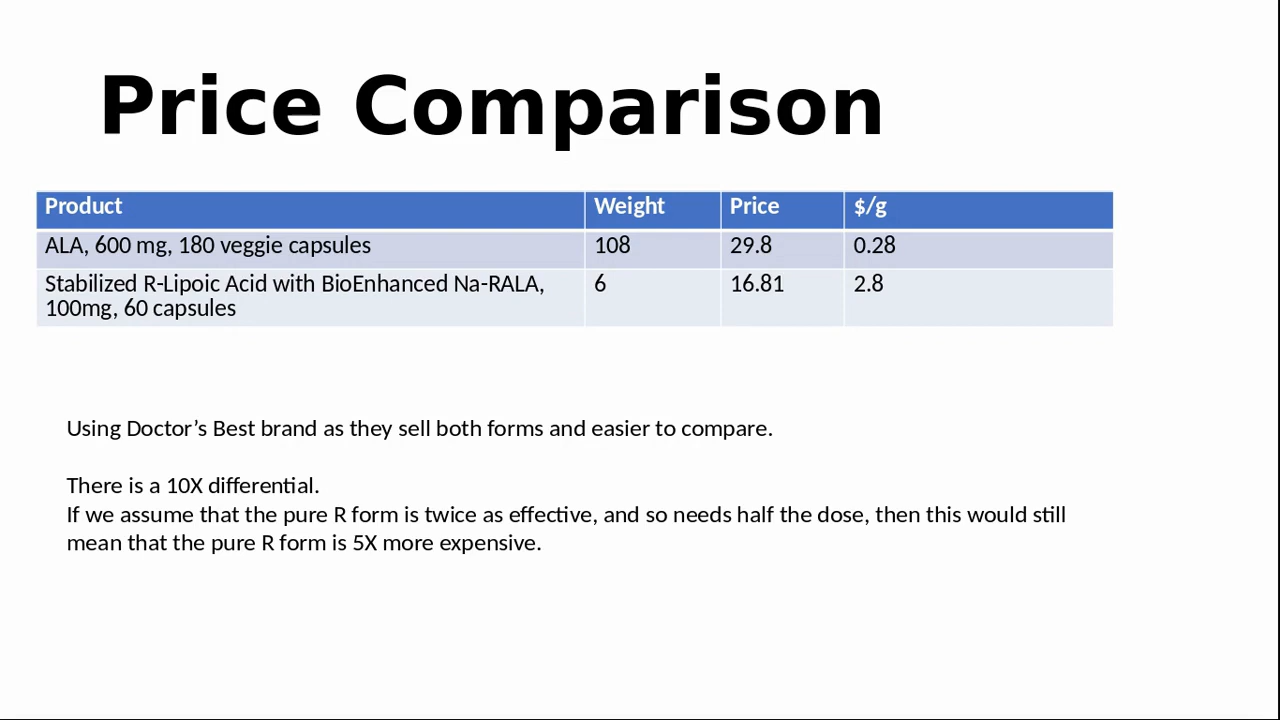 Price Comparison
Product Weight Price $/g
ALA, 600 mg, 180 veggie capsules 108 29.8 0.28
Stabilized R-Lipoic Acid with BioEnhanced Na-RALA, 6 16.81 2.8
100mg, 60 capsules
Using Doctor’s Best brand as they sell both forms and easier to compare.
There is a 10X differential.
If we assume that the pure R form is twice as effective, and so needs half the dose, then this would still
mean that the pure R form is 5X more expensive.